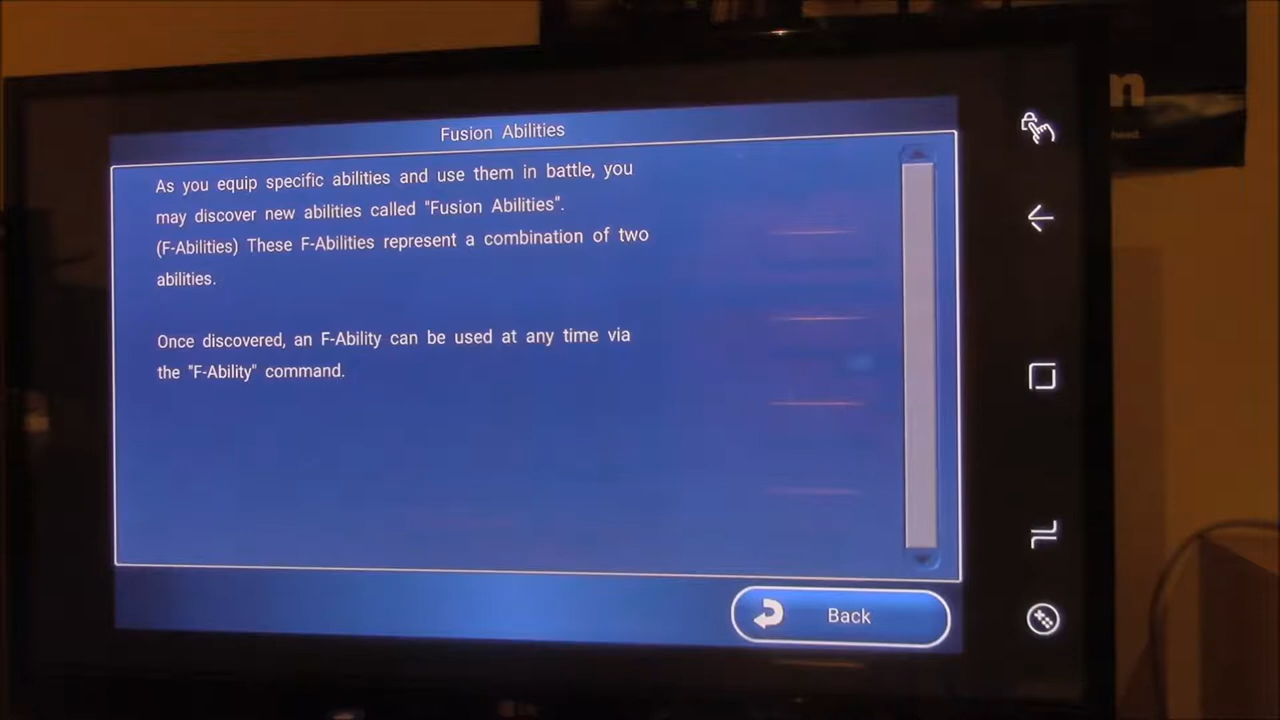 Fusion Abilities
As you equip specific abilities and use them in battle, you
may discover new abilities called "Fusion Abilities".
(F-Abilities) These F-Abilities represent a combination of two
abilities.
Once discovered, an F-Ability can be used at any time via
the "F-Ability" command.
Back
n
head.